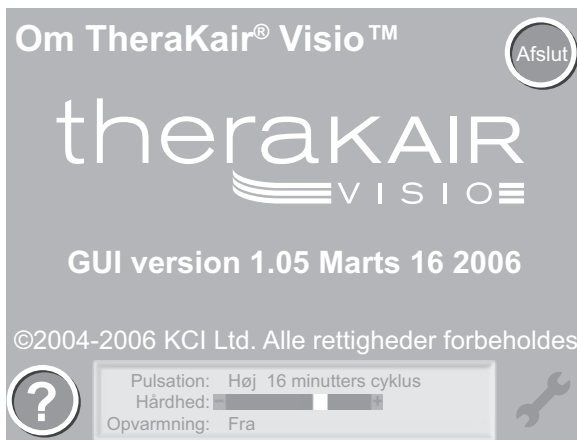 Om TheraKair® Visio™
Afslut
theraKAIR
VISIO
GUI version 1.05 Marts 16 2006
©2004-2006 KCI Ltd. Alle rettigheder forbeholdes
?
Pulsation: Høj 16 minutters cyklus
Hårdhed: - +
Opvarmning: Fra